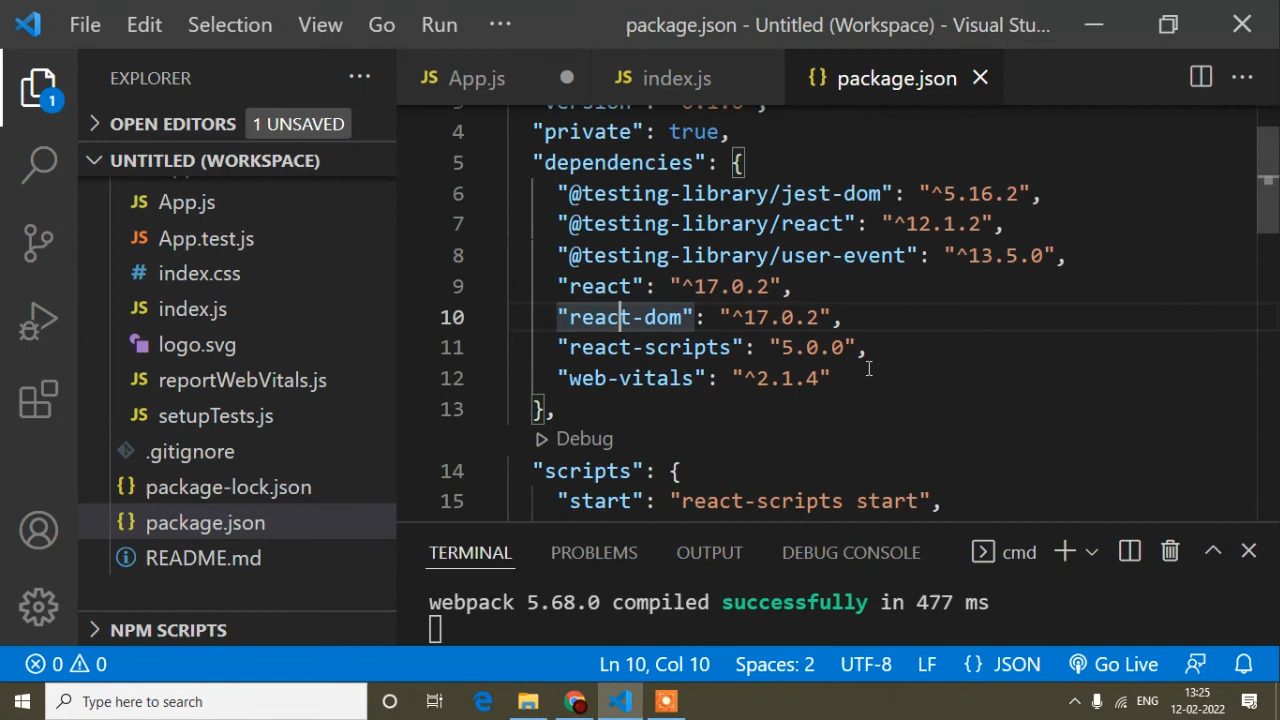 File Edit Selection View Go Run ··· package.json - Untitled (Workspace) - Visual Stu...
EXPLORER ···
JS App.js
JS index.js
{} package.json
OPEN EDITORS 1 UNSAVED
UNTITLED (WORKSPACE)
JS App.js
JS App.test.js
# index.css
JS index.js
logo.svg
JS reportWebVitals.js
JS setupTests.js
.gitignore
{} package-lock.json
{} package.json
README.md
NPM SCRIPTS
4 "private": true,
5 "dependencies": {
6 "@testing-library/jest-dom": "^5.16.2",
7 "@testing-library/react": "^12.1.2",
8 "@testing-library/user-event": "^13.5.0",
9 "react": "^17.0.2",
10 "react-dom": "^17.0.2",
11 "react-scripts": "5.0.0",
12 "web-vitals": "^2.1.4"
13 },
Debug
14 "scripts": {
15 "start": "react-scripts start",
TERMINAL PROBLEMS OUTPUT DEBUG CONSOLE cmd
webpack 5.68.0 compiled successfully in 477 ms
1
0 0 Ln 10, Col 10 Spaces: 2 UTF-8 LF {} JSON Go Live
Type here to search
ENG
13:25
12-02-2022